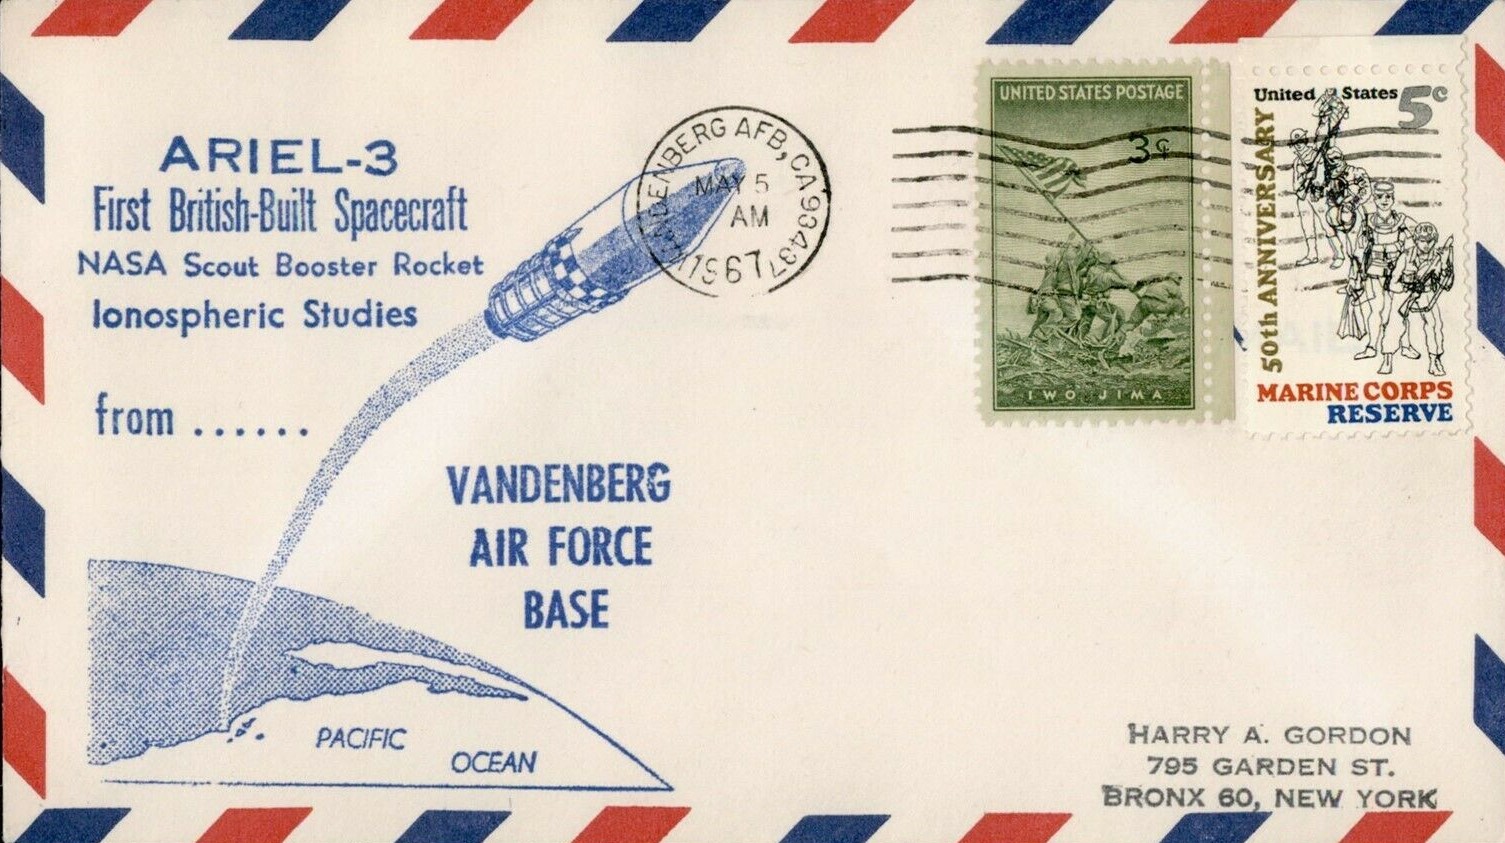 ARIEL-3
First British-Built Spacecraft
NASA Scout Booster Rocket
Ionospheric Studies
from ......
VANDENBERG
AIR FORCE
BASE
PACIFIC
OCEAN
VANDENBERG AFB, CA 93437
MAY 5
AM
1967
UNITED STATES POSTAGE
3¢
IWO JIMA
United States 5c
50th ANNIVERSARY
MARINE CORPS
RESERVE
HARRY A. GORDON
795 GARDEN ST.
BRONX 60, NEW YORK